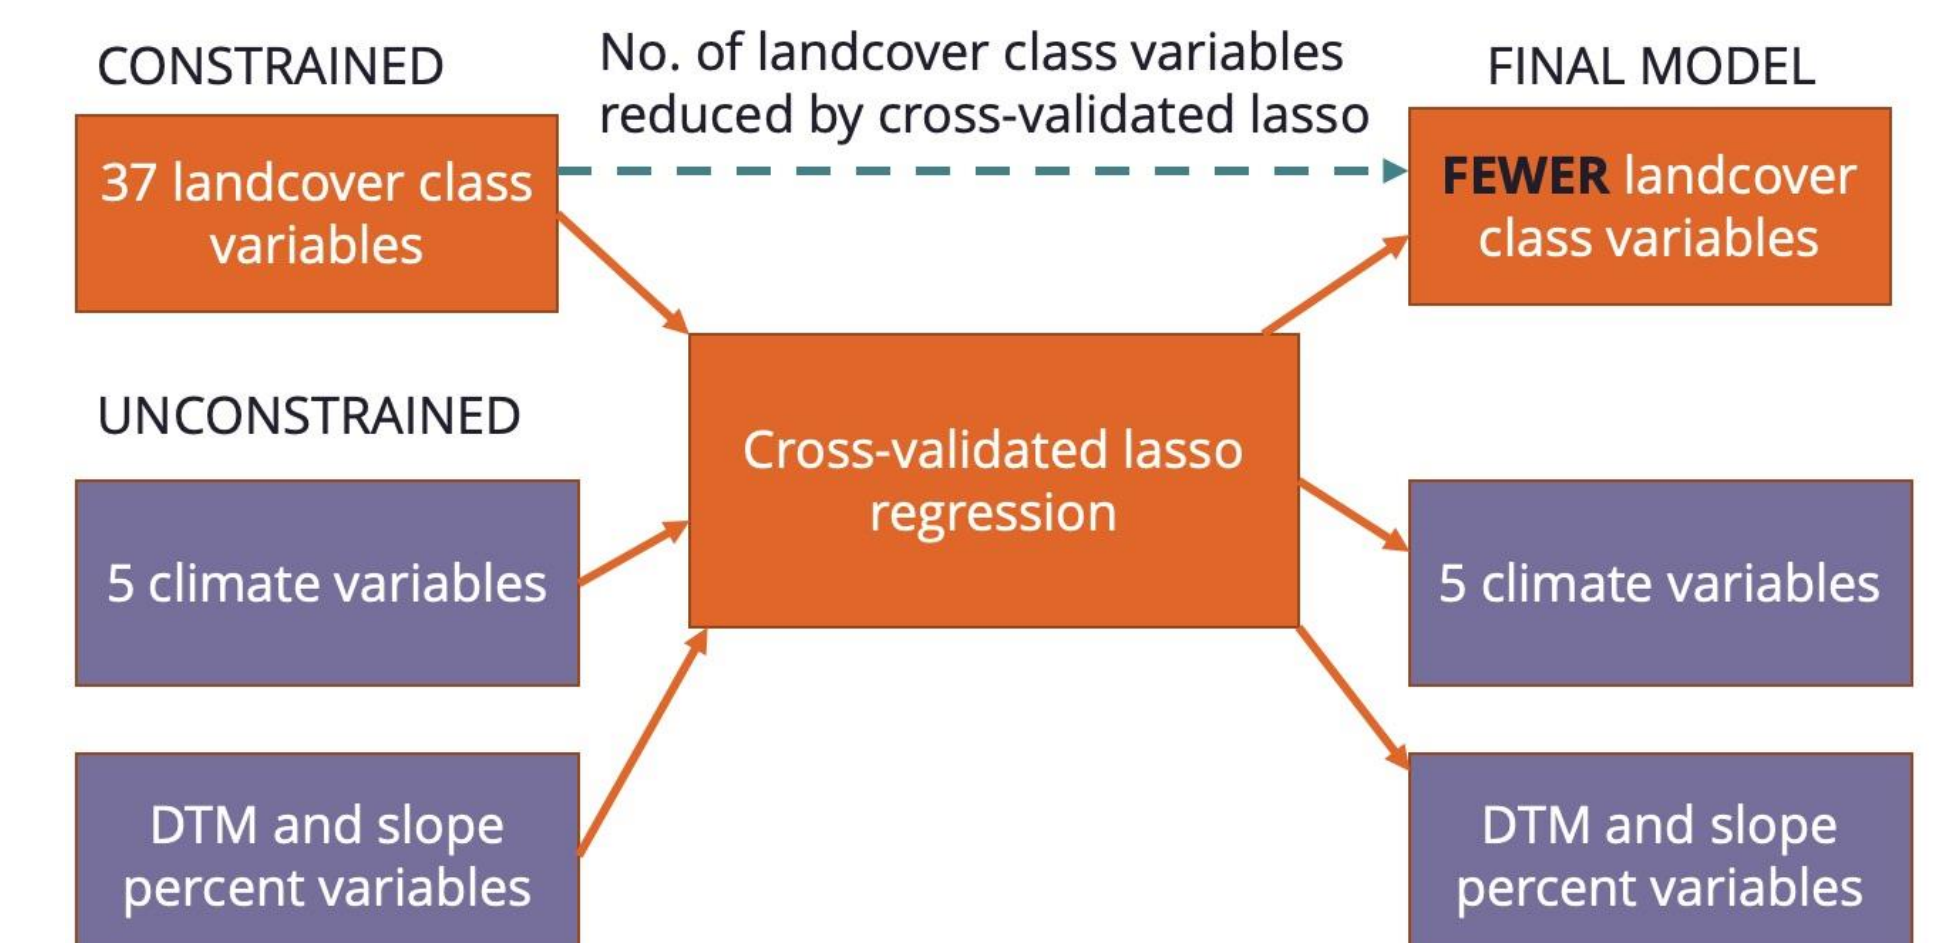 CONSTRAINED
No. of landcover class variables
reduced by cross-validated lasso
FINAL MODEL
37 landcover class
variables
FEWER landcover
class variables
UNCONSTRAINED
Cross-validated lasso
regression
5 climate variables
5 climate variables
DTM and slope
percent variables
DTM and slope
percent variables